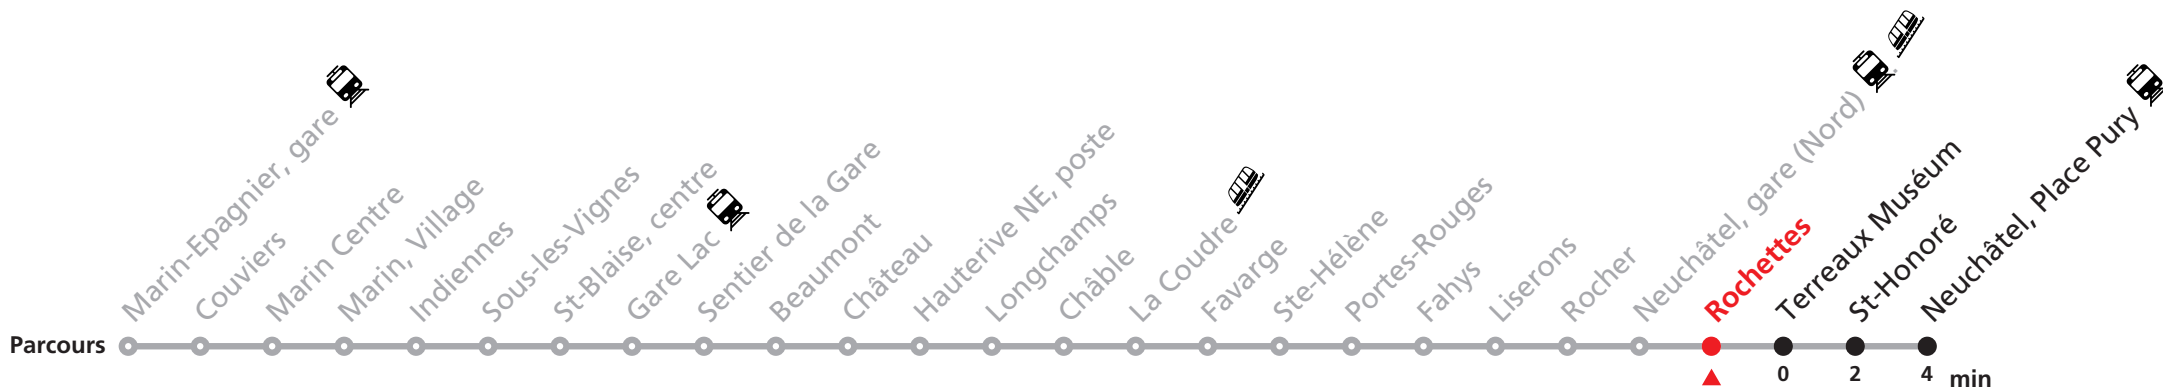 Marin-Epagnier, gare
Couviers
Marin Centre
Marin, Village
Indiennes
Sous-les-Vignes
St-Blaise, centre
Gare Lac
Sentier de la Gare
Beaumont
Château
Hauterive NE, poste
Longchamps
Châble
La Coudre
Favarge
Ste-Hélène
Portes-Rouges
Fahys
Liserons
Rocher
Neuchâtel, gare (Nord)
Rochettes
Terreaux Muséum
St-Honoré
Neuchâtel, Place Pury
Parcours
0 2 4 min